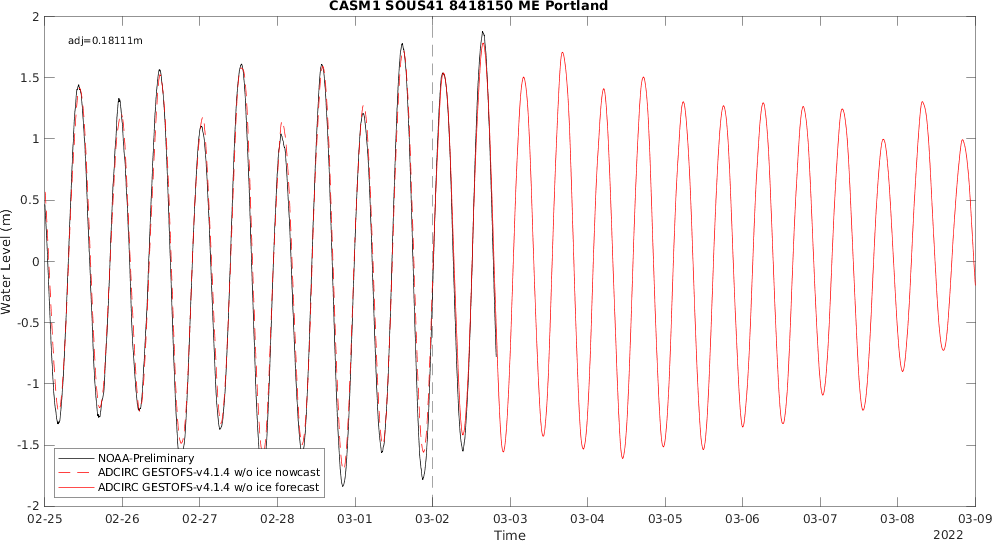 CASM1 SOUS41 8418150 ME Portland
adj=0.18111m
2
1.5
1
0.5
0
-0.5
-1
-1.5
-2
Water Level (m)
NOAA-Preliminary
ADCIRC GESTOFS-v4.1.4 w/o ice nowcast
ADCIRC GESTOFS-v4.1.4 w/o ice forecast
02-25 02-26 02-27 02-28 03-01 03-02 03-03 03-04 03-05 03-06 03-07 03-08 03-09
Time
2022